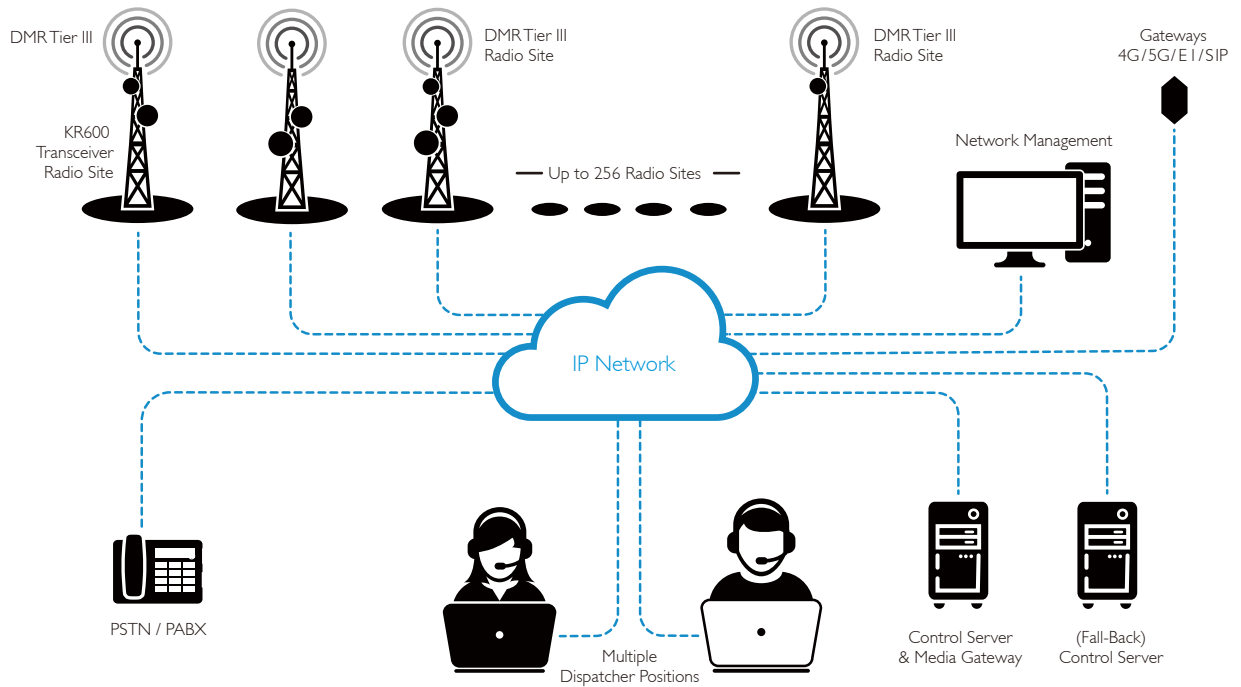 DMR Tier III
DMR Tier III
Radio Site
DMR Tier III
Radio Site
Gateways
4G/5G/E1/SIP
KR600
Transceiver
Radio Site
Network Management
Up to 256 Radio Sites
IP Network
PSTN / PABX
Multiple
Dispatcher Positions
Control Server
& Media Gateway
(Fall-Back)
Control Server